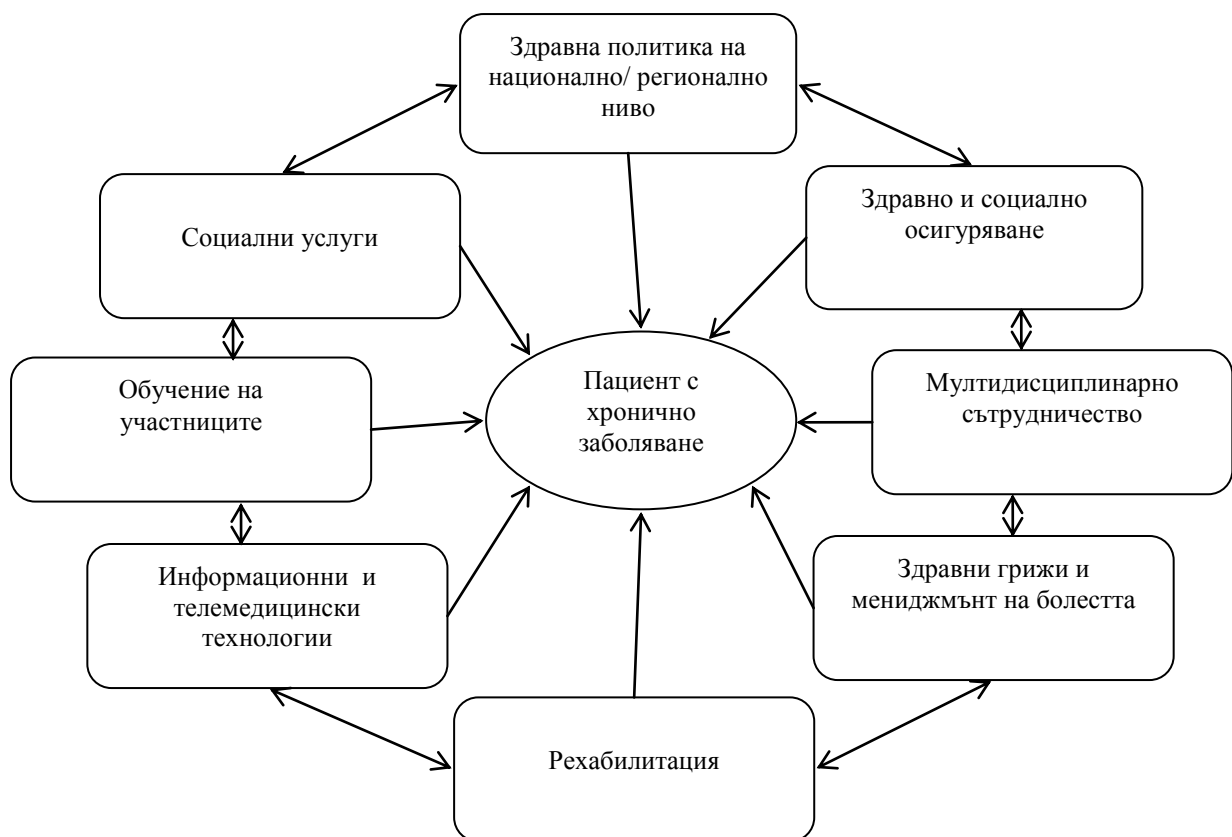 Здравна политика на
национално/ регионално
ниво
Социални услуги
Здравно и социално
осигуряване
Обучение на
участниците
Пациент с
хронично
заболяване
Мултидисциплинарно
сътрудничество
Информационни и
телемедицински
технологии
Здравни грижи и
мениджмънт на болестта
Рехабилитация